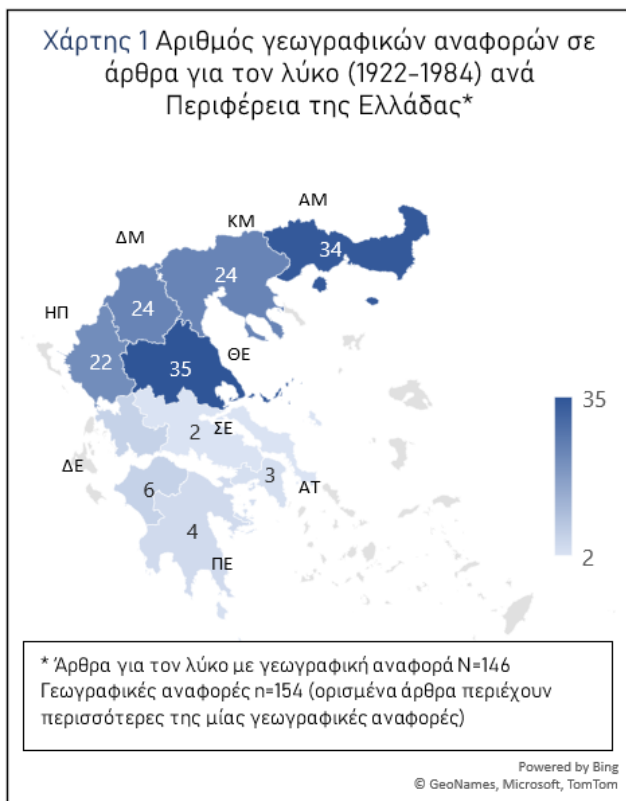 Χάρτης 1 Αριθμός γεωγραφικών αναφορών σε
άρθρα για τον λύκο (1922-1984) ανά
Περιφέρεια της Ελλάδας*
ΑΜ
ΚΜ
ΔΜ
34
24
24
ΗΠ
ΘΕ
22
35
35
2
ΣΕ
ΔΕ
3
ΑΤ
6
4
2
ΠΕ
* Άρθρα για τον λύκο με γεωγραφική αναφορά Ν=146
Γεωγραφικές αναφορές n=154 (ορισμένα άρθρα περιέχουν
περισσότερες της μίας γεωγραφικές αναφορές)
Powered by Bing
© GeoNames, Microsoft, TomTom